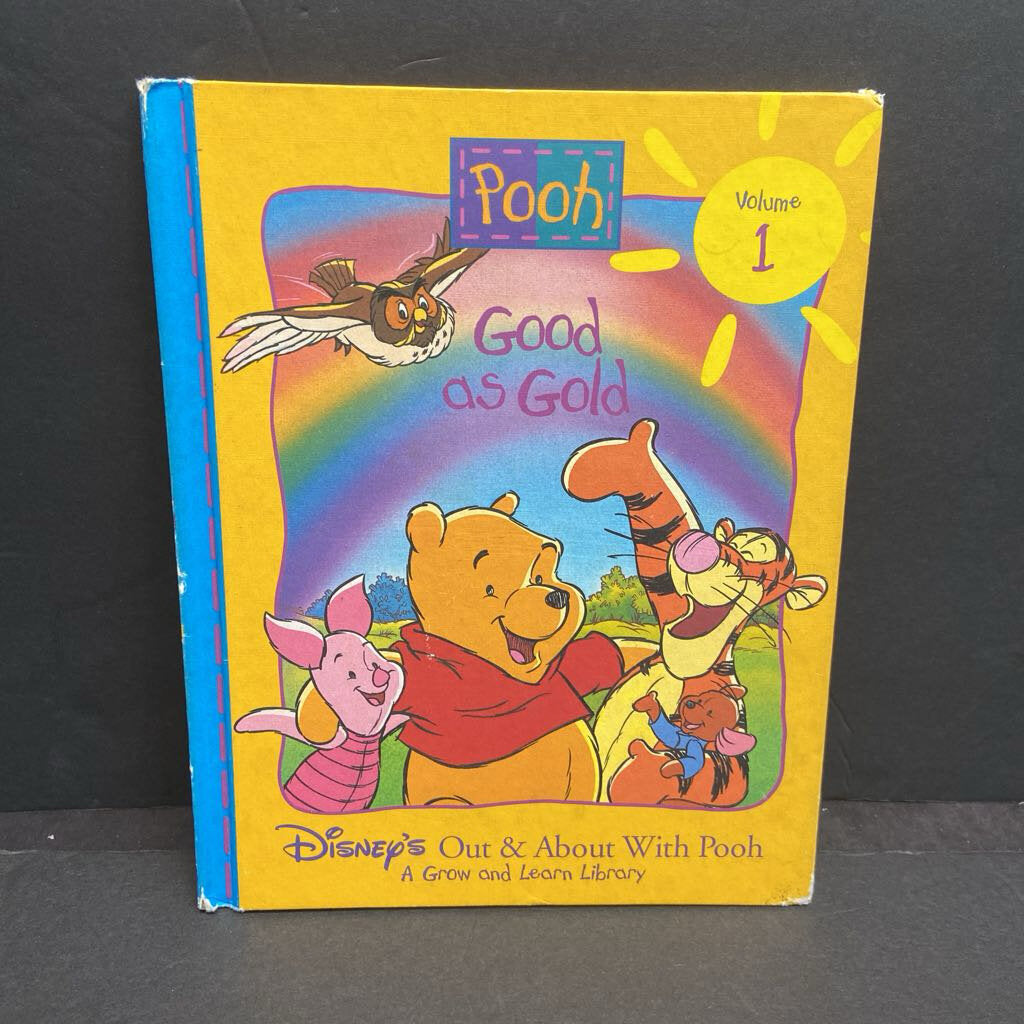 Pooh
Volume
1
Good
as Gold
Disney's Out & About With Pooh
A Grow and Learn Library